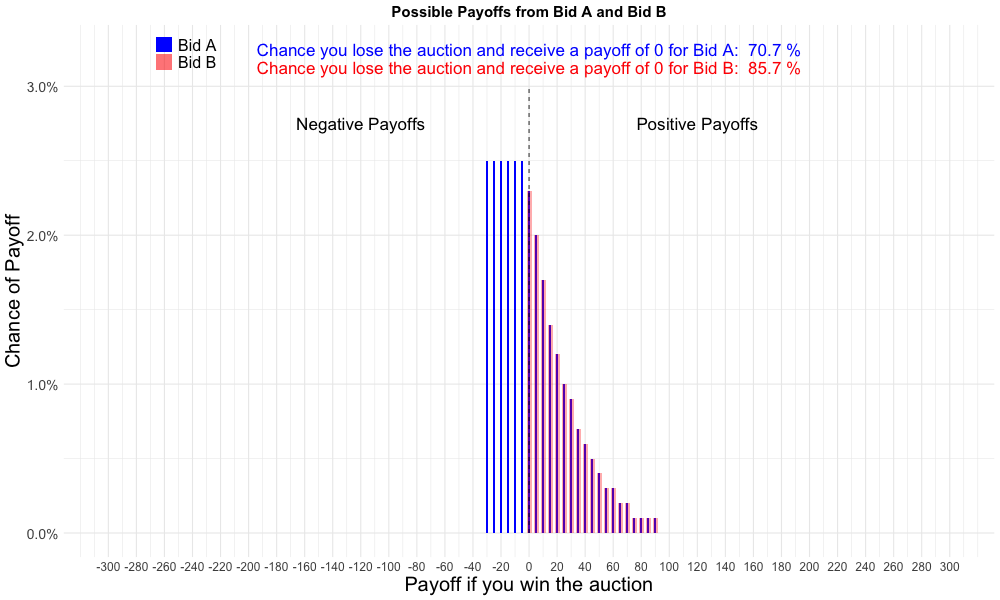 Possible Payoffs from Bid A and Bid B
Bid A
Bid B
Chance you lose the auction and receive a payoff of 0 for Bid A: 70.7 %
Chance you lose the auction and receive a payoff of 0 for Bid B: 85.7 %
Negative Payoffs
Positive Payoffs
Chance of Payoff
3.0%
2.0%
1.0%
0.0%
-300 -280 -260 -240 -220 -200 -180 -160 -140 -120 -100 -80 -60 -40 -20 0 20 40 60 80 100 120 140 160 180 200 220 240 260 280 300
Payoff if you win the auction